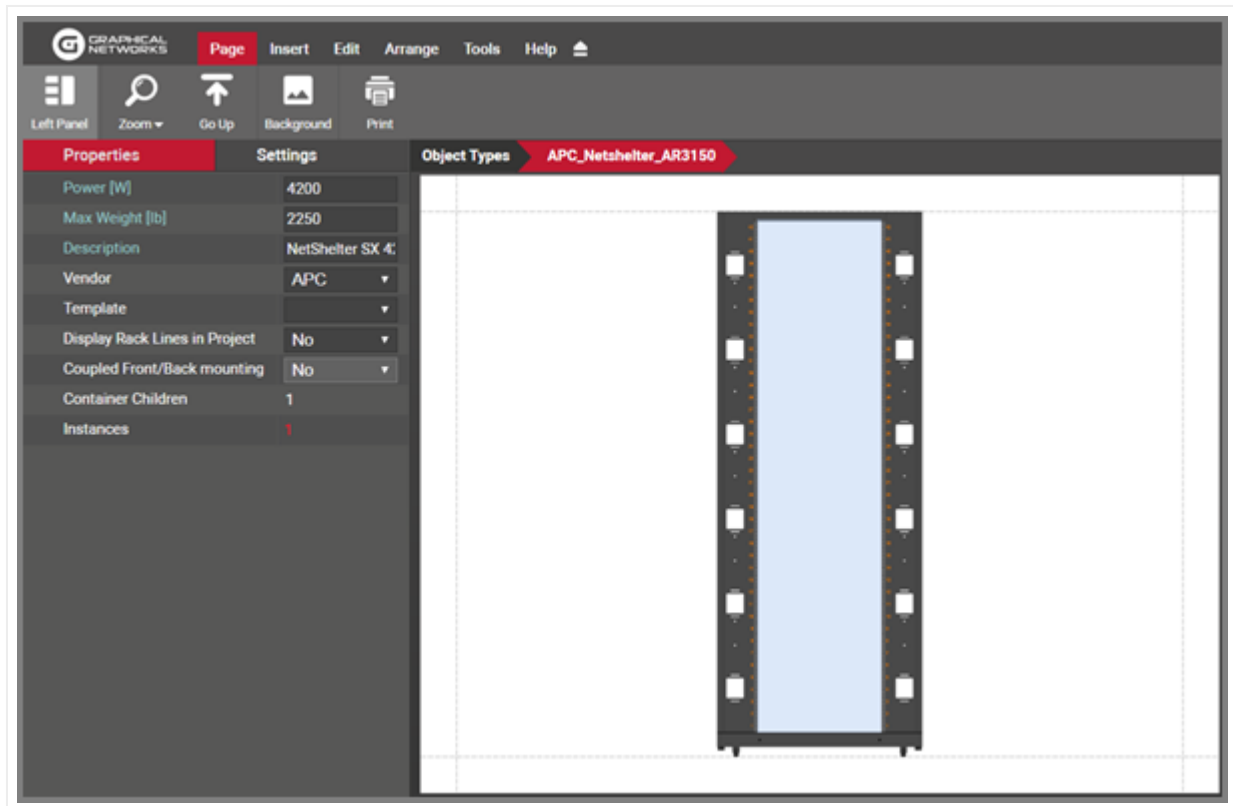 GRAPHICAL
NETWORKS
Page Insert Edit Arrange Tools Help
Left Panel Zoom Go Up Background Print
Properties Settings Object Types APC_Netshelter_AR3150
Power [W] 4200
Max Weight [lb] 2250
Description NetShelter SX
Vendor APC
Template
Display Rack Lines in Project No
Coupled Front/Back mounting No
Container Children 1
Instances 1